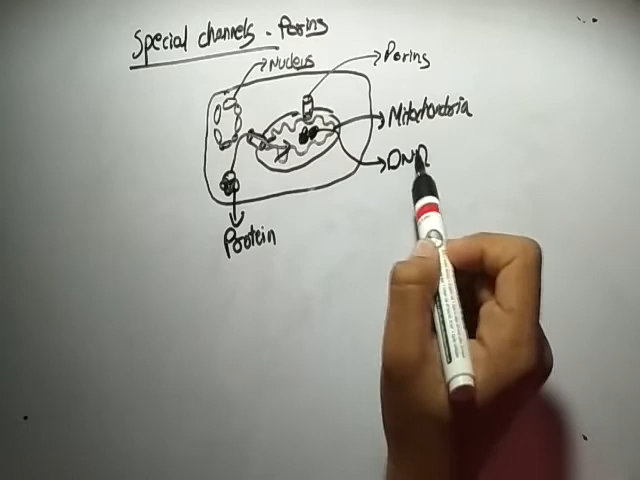 Special channels - Porins
Nucleus
Porins
Mitochondria
DNA
Protein